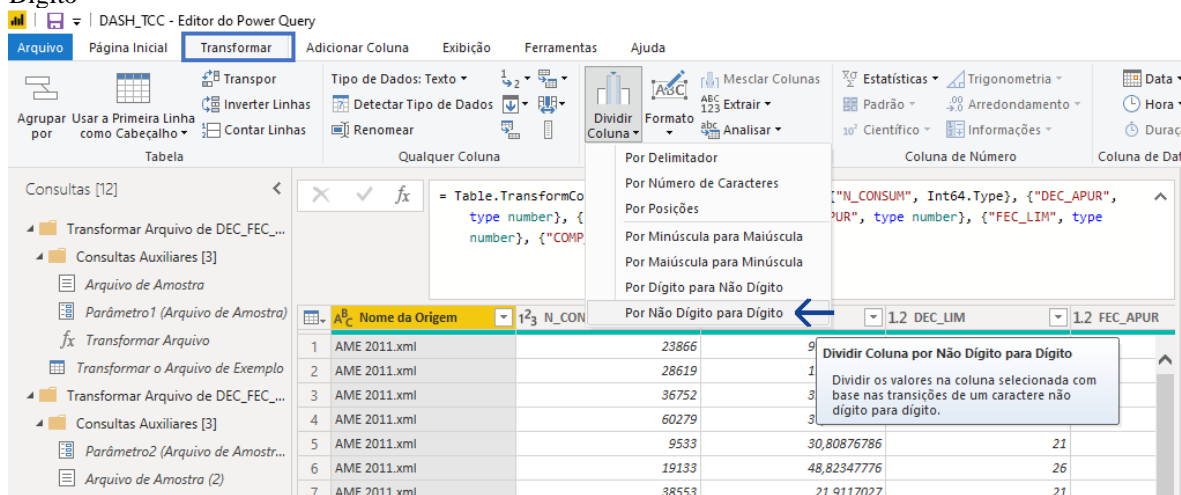 Dígito
DASH_TCC - Editor do Power Query
Arquivo Página Inicial Transformar Adicionar Coluna Exibição Ferramentas Ajuda
Agrupar por
Usar a Primeira Linha como Cabeçalho
Transpor
Inverter Linhas
Contar Linhas
Tabela
Tipo de Dados: Texto
Detectar Tipo de Dados
Renomear
Qualquer Coluna
Dividir Coluna
Formato
Mesclar Colunas
Extrair
Analisar
Estatísticas
Padrão
Científico
Trigonometria
Arredondamento
Informações
Coluna de Número
Data
Hora
Coluna de
Por Delimitador
Por Número de Caracteres
Por Posições
Por Minúscula para Maiúscula
Por Maiúscula para Minúscula
Por Dígito para Não Dígito
Por Não Dígito para Dígito
Dividir Coluna por Não Dígito para Dígito
Dividir os valores na coluna selecionada com
base nas transições de um caractere não
dígito para dígito.
Consultas [12]
Transformar Arquivo de DEC_FEC_...
Consultas Auxiliares [3]
Arquivo de Amostra
Parâmetro1 (Arquivo de Amostra)
Transformar Arquivo
Transformar o Arquivo de Exemplo
Transformar Arquivo de DEC_FEC_...
Consultas Auxiliares [3]
Parâmetro2 (Arquivo de Amostr...
Arquivo de Amostra (2)
= Table.TransformCo {"N_CONSUM", Int64.Type}, {"DEC_APUR",
type number}, { PUR", type number}, {"FEC_LIM", type
number}, {"COMP
Nome da Origem 1²3 N_CON 1.2 DEC_LIM 1.2 FEC_APUR
1 AME 2011.xml 23866 9
2 AME 2011.xml 28619 1
3 AME 2011.xml 36752 3
4 AME 2011.xml 60279 3
5 AME 2011.xml 9533 30,80876786 21
6 AME 2011.xml 19133 48,82347776 26
7 AME 2011.xml 38553 21,9117027 21